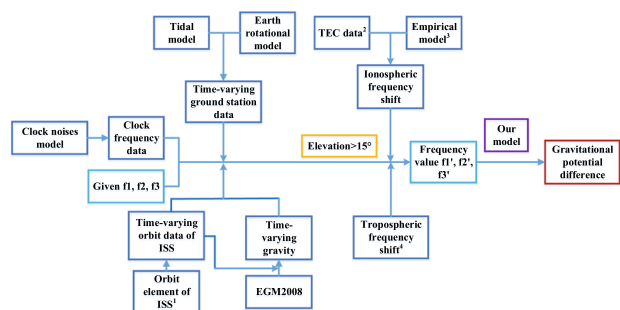 Tidal
model
Earth
rotational
model
TEC data2
Empirical
model3
Time-varying
ground station
data
Ionospheric
frequency
shift
Clock noises
model
Clock
frequency
data
Elevation>15°
Frequency
value f1', f2',
f3'
Our
model
Gravitational
potential
difference
Given f1, f2, f3
Time-varying
orbit data of
ISS
Time-
varying
gravity
Tropospheric
frequency
shift4
Orbit
element of
ISS1
EGM2008